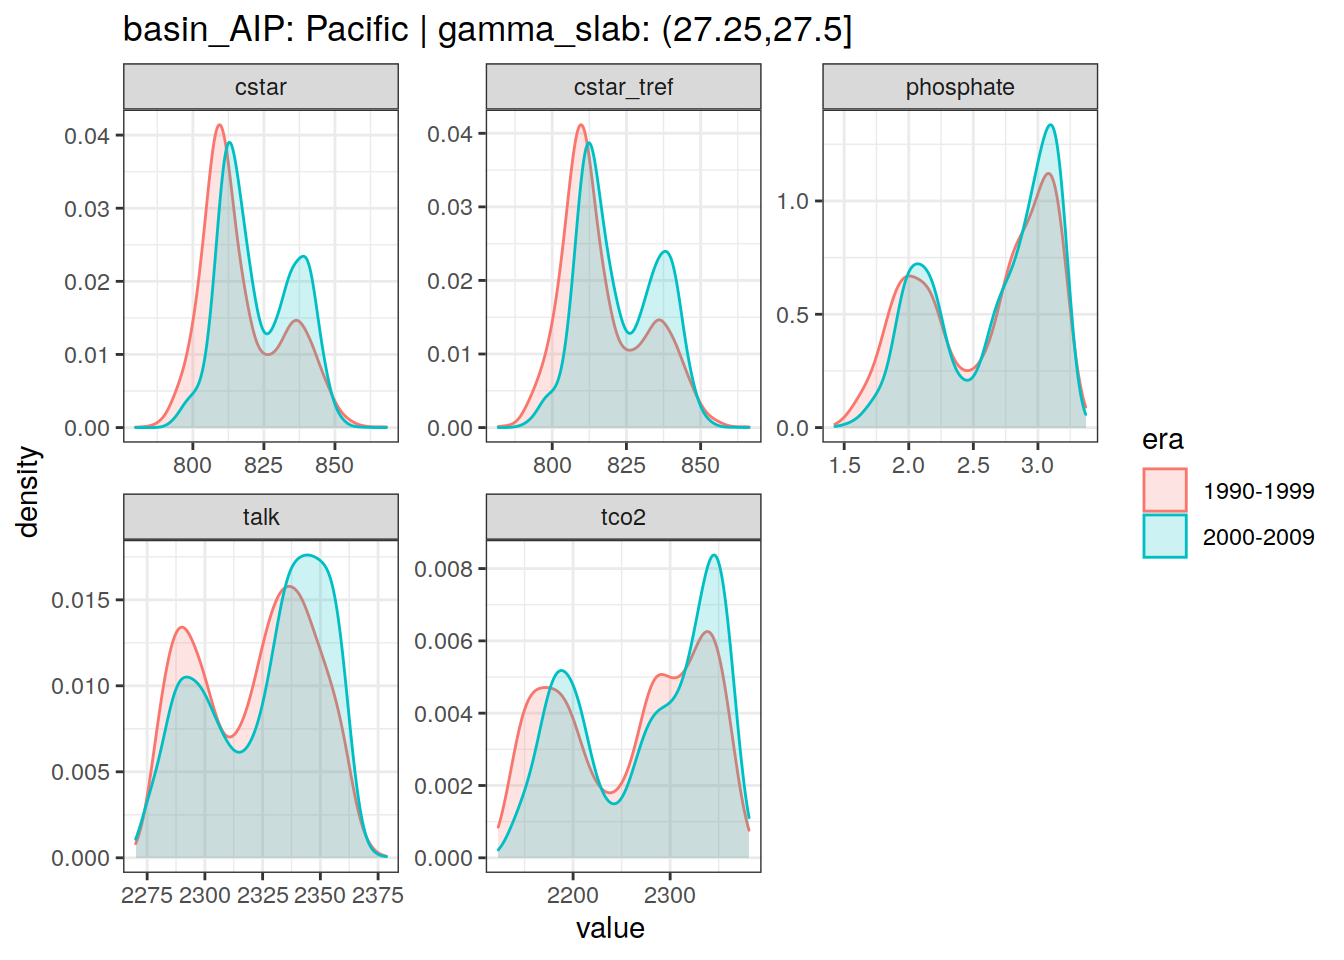 basin_AIP: Pacific | gamma_slab: (27.25,27.5]
cstar
cstar_tref
phosphate
0.04
0.03
0.02
0.01
0.00
800 825 850
0.04
0.03
0.02
0.01
0.00
800 825 850
1.0
0.5
0.0
1.5 2.0 2.5 3.0
density
talk
tco2
0.015
0.010
0.005
0.000
2275 2300 2325 2350 2375
0.008
0.006
0.004
0.002
0.000
2200 2300
value
era
1990-1999
2000-2009